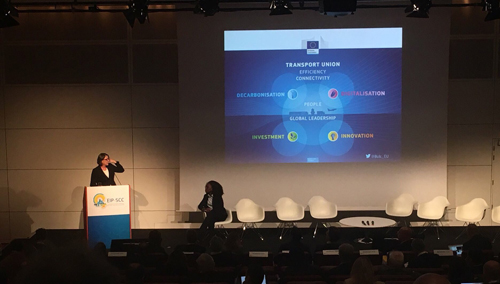 TRANSPORT UNION
EFFICIENCY
CONNECTIVITY
DECARBONISATION
DIGITALISATION
PEOPLE
GLOBAL LEADERSHIP
INVESTMENT
INNOVATION
EIP SCC